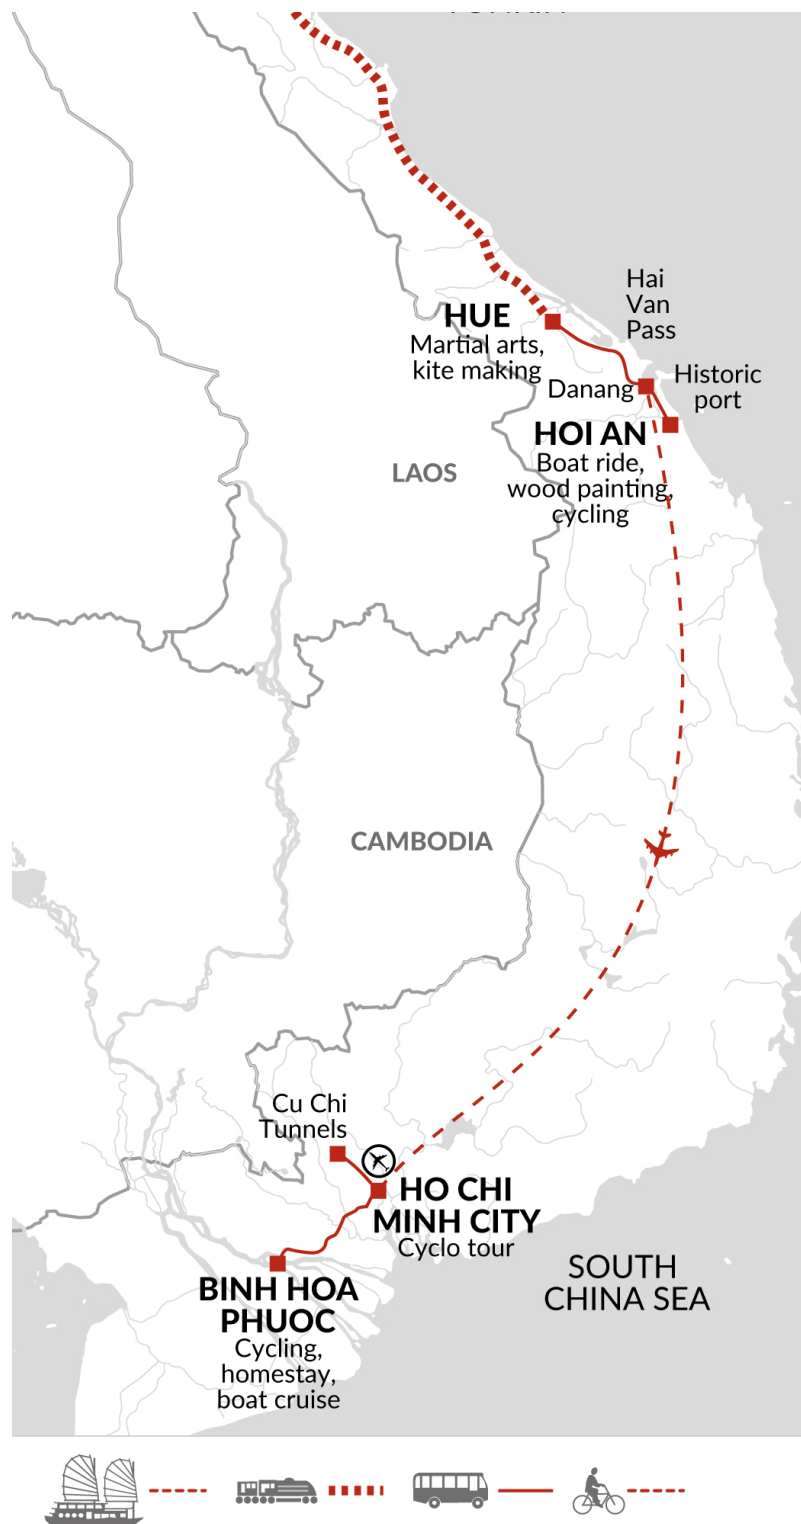 Hai
Van
Pass
HUE
Martial arts,
kite making
Historic
port
Danang
HOI AN
Boat ride,
wood painting,
cycling
LAOS
CAMBODIA
Cu Chi
Tunnels
HO CHI
MINH CITY
Cyclo tour
SOUTH
CHINA SEA
BINH HOA
PHUOC
Cycling,
homestay,
boat cruise